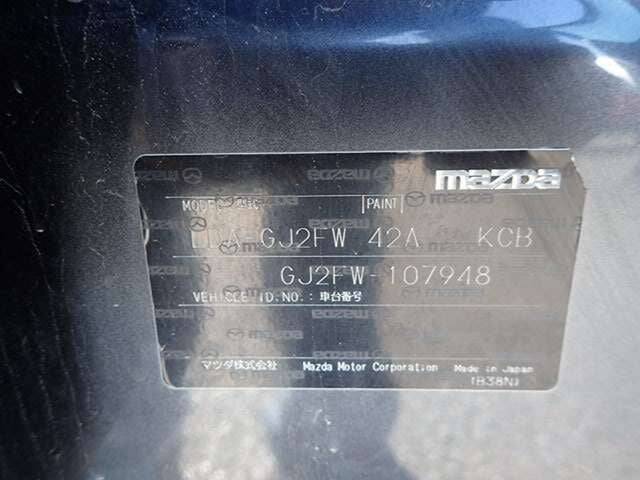 mazda
MODEL PAINT
LDA-GJ2FW 42A KCB
GJ2FW-107948
VEHICLE ID.NO.: 車台番号
マツダ株式会社 Mazda Motor Corporation Made in Japan